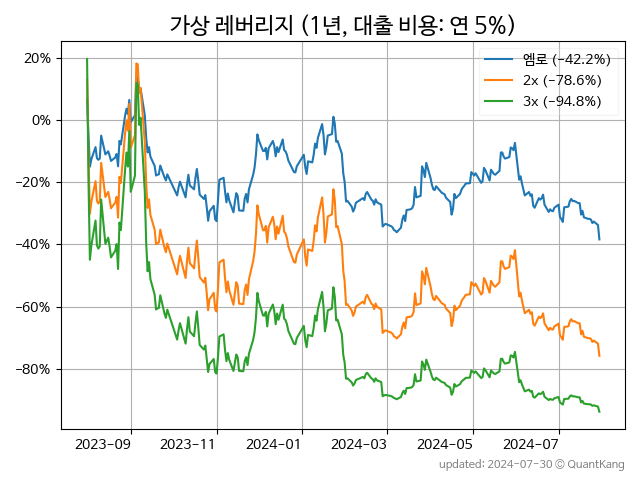 가상 레버리지 (1년, 대출 비용: 연 5%)
엠로 (−42.2%)
2x (−78.6%)
3x (−94.8%)
20%
0%
−20%
−40%
−60%
−80%
2023-09 2023-11 2024-01 2024-03 2024-05 2024-07
updated: 2024-07-30 © QuantKang